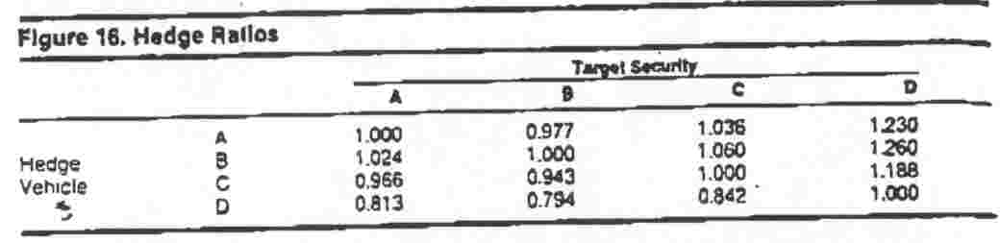 Figure 16. Hedge Ratios
Target Security
A B C D
A 1.000 0.977 1.036 1.230
Hedge B 1.024 1.000 1.060 1.260
Vehicle C 0.966 0.943 1.000 1.188
D 0.813 0.794 0.842 1.000